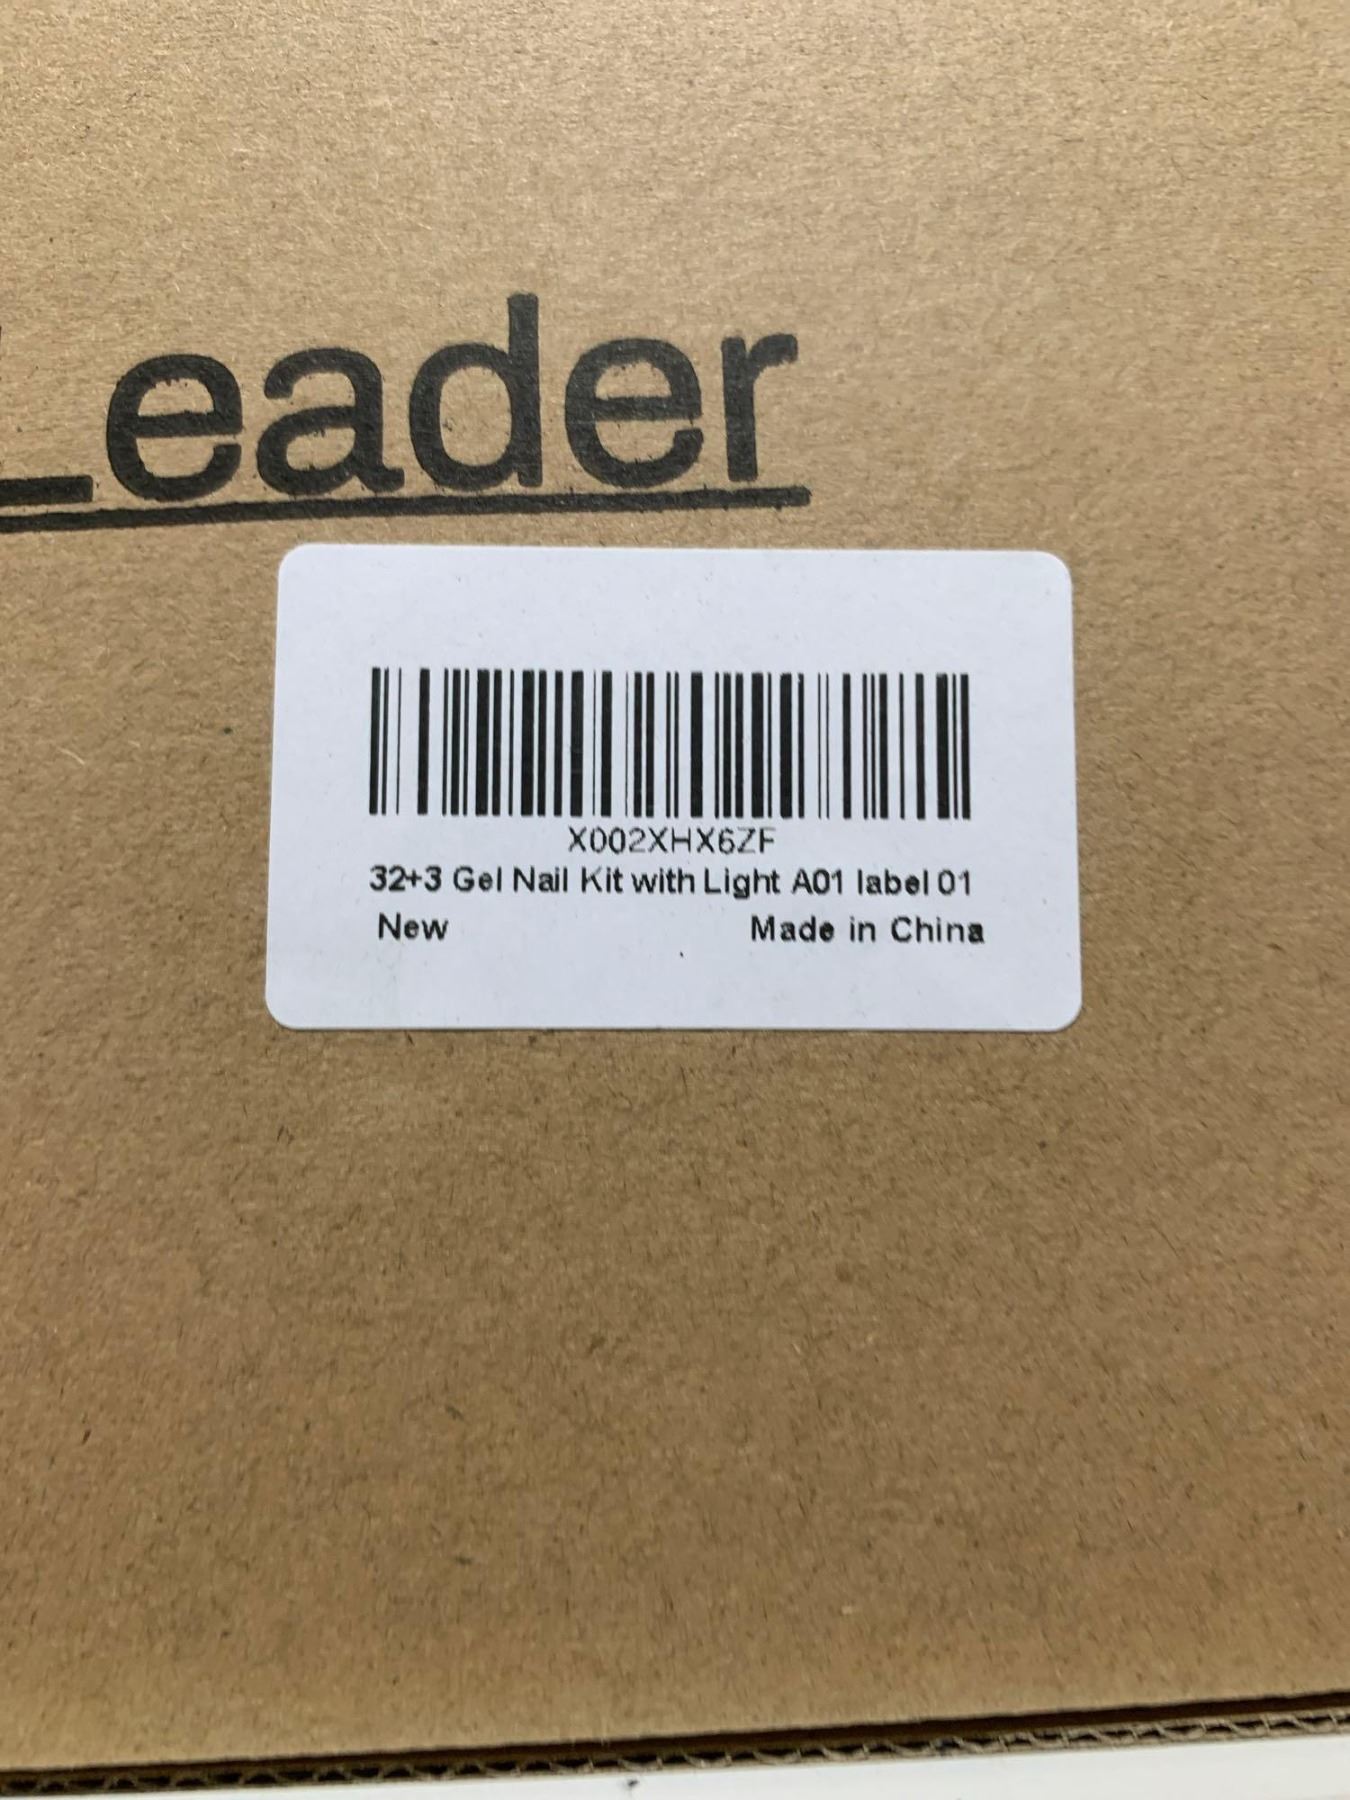 Leader
X002XHX6ZF
32+3 Gel Nail Kit with Light A01 label 01
New Made in China